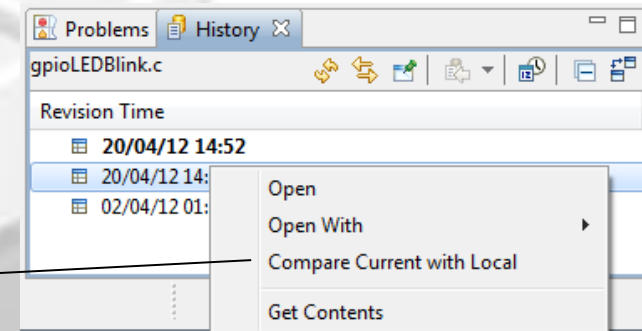 Problems History
gpioLEDBlink.c
Revision Time
20/04/12 14:52
20/04/12 14:
02/04/12 01:
Open
Open With
Compare Current with Local
Get Contents